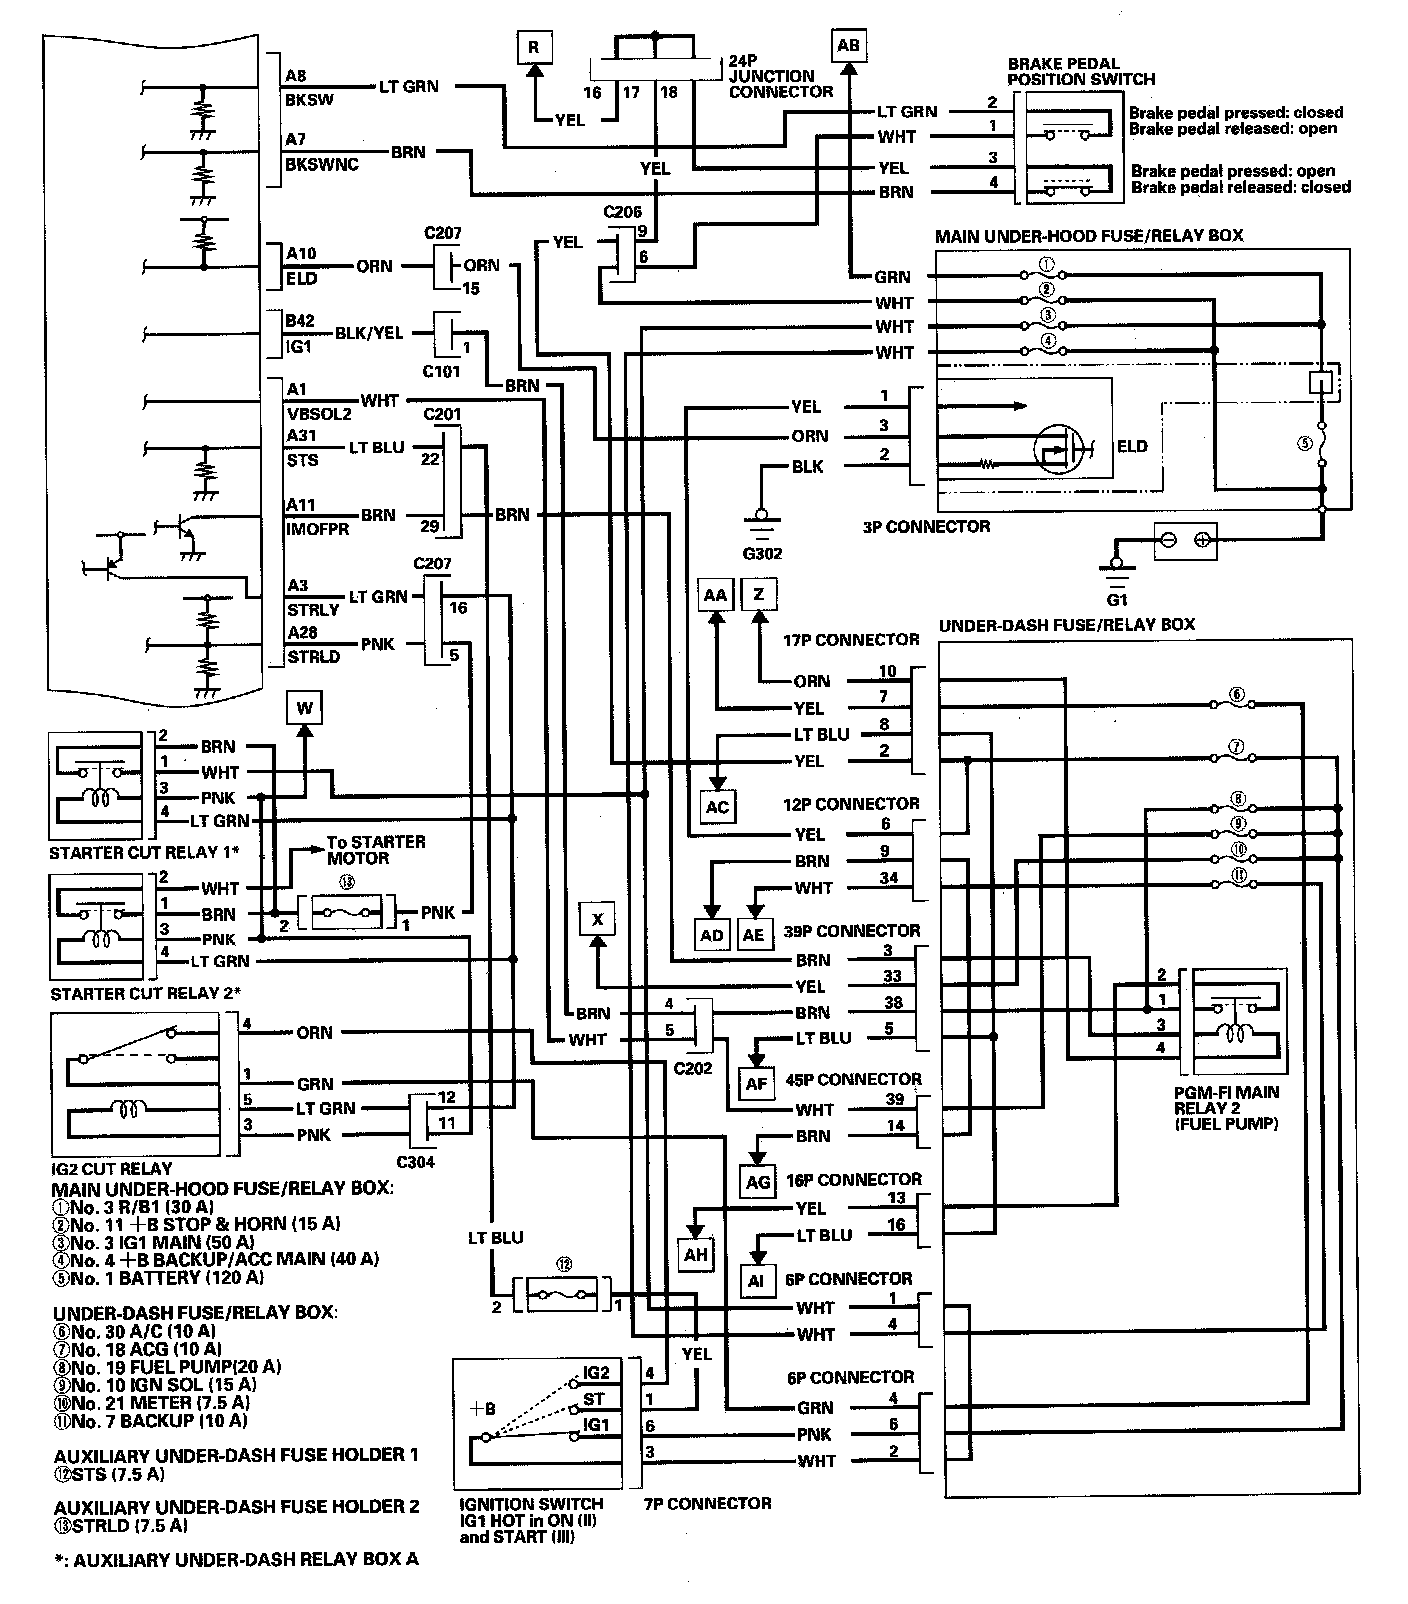 A8
BKSW
LT GRN
A7
BKSWNC
BRN
A10
ELD
ORN
C207
ORN
15
B42
IG1
BLK/YEL
1
C101
BRN
A1
VBSOL2
WHT
A31
STS
LT BLU
C201
22
A11
IMOFPR
BRN
29
BRN
A3
STRLY
LT GRN
C207
16
A28
STRLD
PNK
5
R
YEL
16
17
18
24P
JUNCTION
CONNECTOR
YEL
C206
YEL
9
6
AB
BRAKE PEDAL
POSITION SWITCH
LT GRN
2
WHT
1
YEL
3
BRN
4
Brake pedal pressed: closed
Brake pedal released: open
Brake pedal pressed: open
Brake pedal released: closed
MAIN UNDER-HOOD FUSE/RELAY BOX
GRN
①
WHT
②
WHT
③
WHT
④
YEL
1
ORN
3
BLK
2
ELD
⑤
G302
3P CONNECTOR
G1
AA
Z
UNDER-DASH FUSE/RELAY BOX
17P CONNECTOR
ORN
10
YEL
7
LT BLU
8
YEL
2
AC
⑥
⑦
⑧
⑨
⑩
⑪
12P CONNECTOR
YEL
6
BRN
9
WHT
34
AD
AE
39P CONNECTOR
BRN
3
YEL
33
BRN
38
LT BLU
5
AF
45P CONNECTOR
WHT
39
BRN
14
AG
16P CONNECTOR
YEL
13
LT BLU
16
AH
AI
6P CONNECTOR
WHT
1
WHT
4
6P CONNECTOR
GRN
4
PNK
6
WHT
2
2
1
3
4
PGM-FI MAIN
RELAY 2
(FUEL PUMP)
W
2
BRN
1
WHT
3
PNK
4
LT GRN
STARTER CUT RELAY 1*
To STARTER
MOTOR
2
WHT
1
BRN
3
PNK
4
LT GRN
⑬
2
1
PNK
STARTER CUT RELAY 2*
X
BRN
4
WHT
5
C202
4
ORN
1
GRN
5
LT GRN
3
PNK
12
11
C304
IG2 CUT RELAY
LT BLU
⑫
2
1
YEL
+B
IG2
ST
IG1
4
1
6
3
IGNITION SWITCH
IG1 HOT in ON (II)
and START (III)
7P CONNECTOR
MAIN UNDER-HOOD FUSE/RELAY BOX:
①No. 3 R/B1 (30 A)
②No. 11 +B STOP & HORN (15 A)
③No. 3 IG1 MAIN (50 A)
④No. 4 +B BACKUP/ACC MAIN (40 A)
⑤No. 1 BATTERY (120 A)
UNDER-DASH FUSE/RELAY BOX:
⑥No. 30 A/C (10 A)
⑦No. 18 ACG (10 A)
⑧No. 19 FUEL PUMP(20 A)
⑨No. 10 IGN SOL (15 A)
⑩No. 21 METER (7.5 A)
⑪No. 7 BACKUP (10 A)
AUXILIARY UNDER-DASH FUSE HOLDER 1
⑫STS (7.5 A)
AUXILIARY UNDER-DASH FUSE HOLDER 2
⑬STRLD (7.5 A)
*: AUXILIARY UNDER-DASH RELAY BOX A